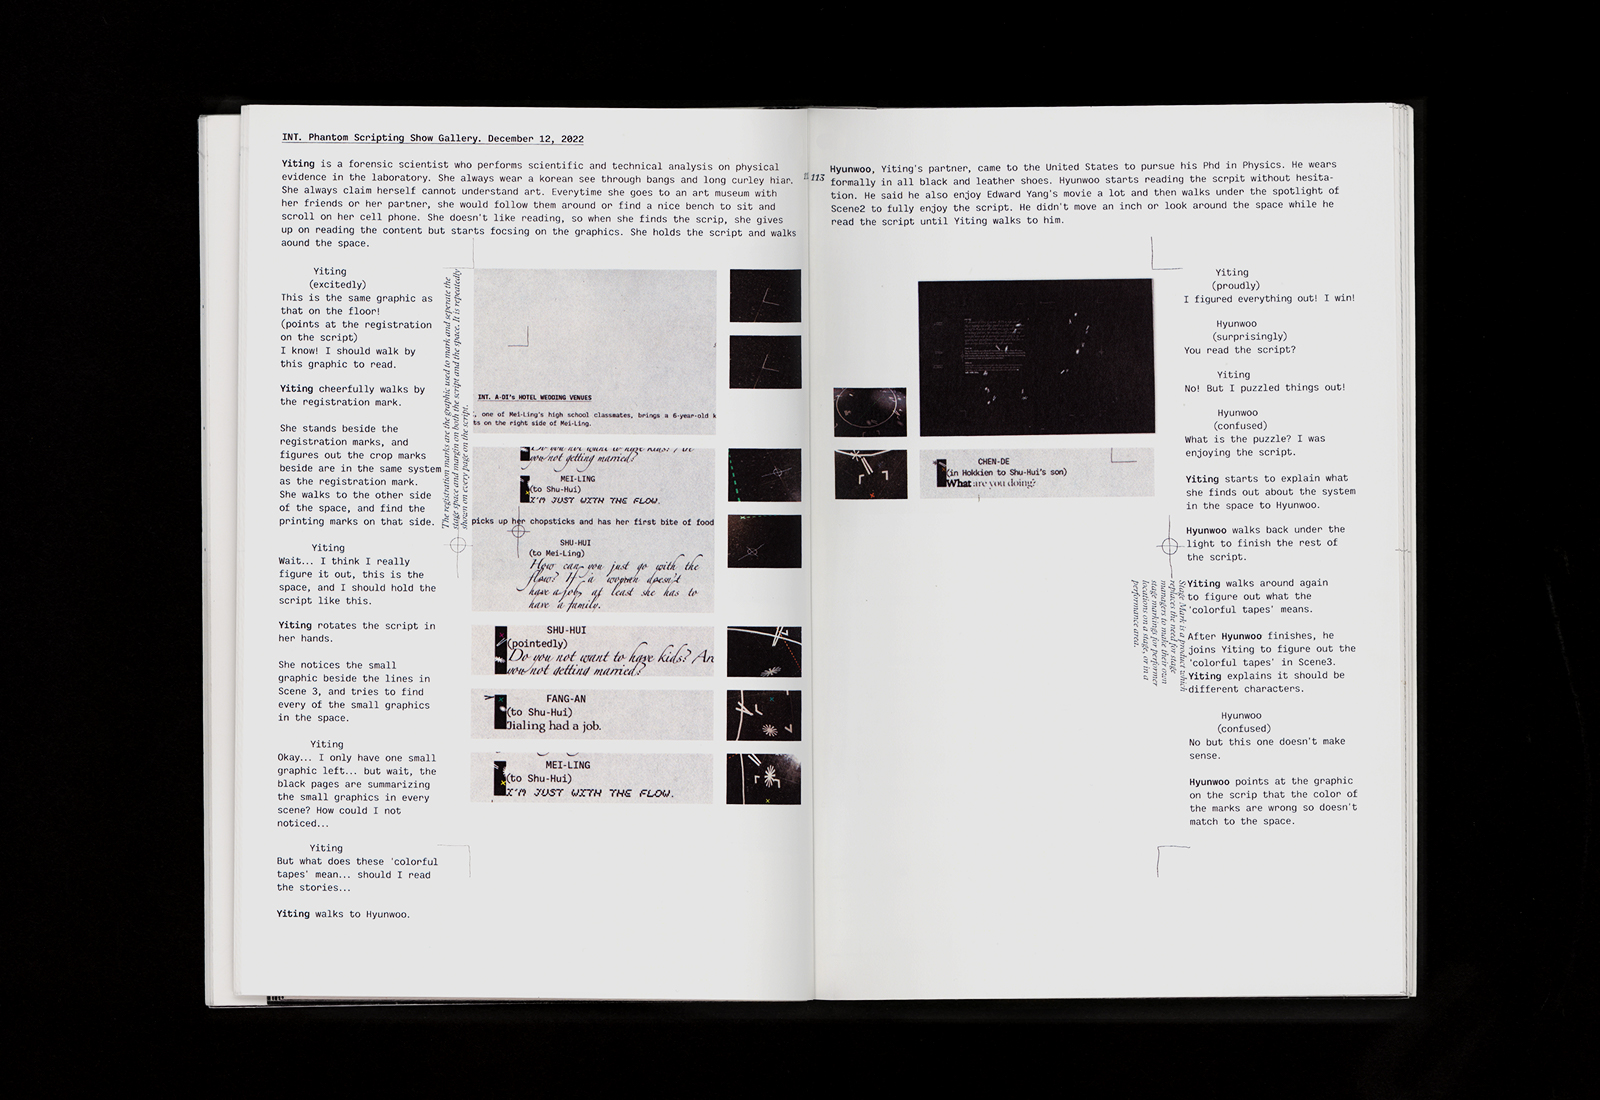 INT. Phantom Scripting Show Gallery. December 12, 2022
Yiting is a forensic scientist who performs scientific and technical analysis on physical
evidence in the laboratory. She always wear a korean see through bangs and long curley hiar.
She always claim herself cannot understand art. Everytime she goes to an art museum with
her friends or her partner, she would follow them around or find a nice bench to sit and
scroll on her cell phone. She doesn't like reading, so when she finds the scrip, she gives
up on reading the content but starts focsing on the graphics. She holds the script and walks
aound the space.
Yiting
(excitedly)
This is the same graphic as
that on the floor!
(points at the registration
on the script)
I know! I should walk by
this graphic to read.
Yiting cheerfully walks by
the registration mark.
She stands beside the
registration marks, and
figures out the crop marks
beside are in the same system
as the registration mark.
She walks to the other side
of the space, and find the
printing marks on that side.
Yiting
Wait... I think I really
figure it out, this is the
space, and I should hold the
script like this.
Yiting rotates the script in
her hands.
She notices the small
graphic beside the lines in
Scene 3, and tries to find
every of the small graphics
in the space.
Yiting
Okay... I only have one small
graphic left... but wait, the
black pages are summarizing
the small graphics in every
scene? How could I not
noticed...
Yiting
But what does these 'colorful
tapes' mean... should I read
the stories...
Yiting walks to Hyunwoo.
The registration marks are the graphic used to mark and seperate the
stage space and margin on both the script and the space. It is repeatedly
shown on every page on the script.
INT. A-DI's HOTEL WEDDING VENUES
, one of Mei-Ling's high school classmates, brings a 6-year-old k
ts on the right side of Mei-Ling.
Do you not want to have kids? Are
you not getting married?
MEI-LING
(to Shu-Hui)
I'M JUST WITH THE FLOW.
picks up her chopsticks and has her first bite of food
SHU-HUI
(to Mei-Ling)
How can you just go with the
flow? If a woman doesn't
have a job, at least she has to
have a family.
SHU-HUI
(pointedly)
Do you not want to have kids? Are
you not getting married?
FANG-AN
(to Shu-Hui)
Jialing had a job.
MEI-LING
(to Shu-Hui)
I'M JUST WITH THE FLOW.
113
Hyunwoo, Yiting's partner, came to the United States to pursue his Phd in Physics. He wears
formally in all black and leather shoes. Hyunwoo starts reading the scrpit without hesita-
tion. He said he also enjoy Edward Yang's movie a lot and then walks under the spotlight of
Scene2 to fully enjoy the script. He didn't move an inch or look around the space while he
read the script until Yiting walks to him.
CHEN-DE
(in Hokkien to Shu-Hui's son)
What are you doing?
Yiting
(proudly)
I figured everything out! I win!
Hyunwoo
(surprisingly)
You read the script?
Yiting
No! But I puzzled things out!
Hyunwoo
(confused)
What is the puzzle? I was
enjoying the script.
Yiting starts to explain what
she finds out about the system
in the space to Hyunwoo.
Hyunwoo walks back under the
light to finish the rest of
the script.
Yiting walks around again
to figure out what the
'colorful tapes' means.
After Hyunwoo finishes, he
joins Yiting to figure out the
'colorful tapes' in Scene3.
Yiting explains it should be
different characters.
Hyunwoo
(confused)
No but this one doesn't make
sense.
Hyunwoo points at the graphic
on the scrip that the color of
the marks are wrong so doesn't
match to the space.
Stage Mark is a product which
replaces the need for stage
managers to make their own
stage markings for performer
locations on a stage, or in a
performance area.